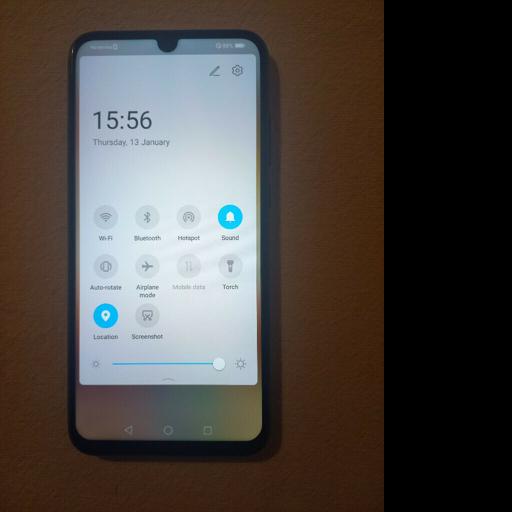 15:56
Thursday, 13 January
Wi-Fi
Bluetooth
Hotspot
Sound
Auto-rotate
Airplane
mode
Mobile data
Torch
Location
Screenshot